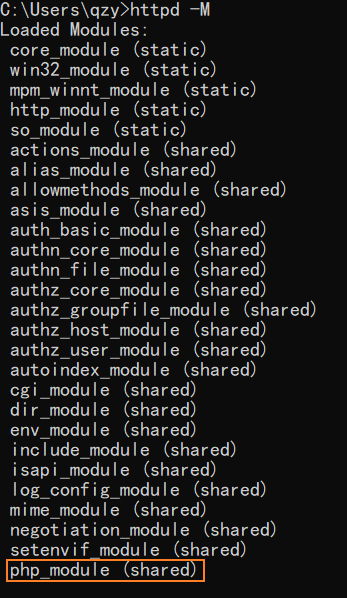 C:\Users\qzy>httpd -M
Loaded Modules:
core_module (static)
win32_module (static)
mpm_winnt_module (static)
http_module (static)
so_module (static)
actions_module (shared)
alias_module (shared)
allowmethods_module (shared)
asis_module (shared)
auth_basic_module (shared)
authn_core_module (shared)
authn_file_module (shared)
authz_core_module (shared)
authz_groupfile_module (shared)
authz_host_module (shared)
authz_user_module (shared)
autoindex_module (shared)
cgi_module (shared)
dir_module (shared)
env_module (shared)
include_module (shared)
isapi_module (shared)
log_config_module (shared)
mime_module (shared)
negotiation_module (shared)
setenvif_module (shared)
php_module (shared)